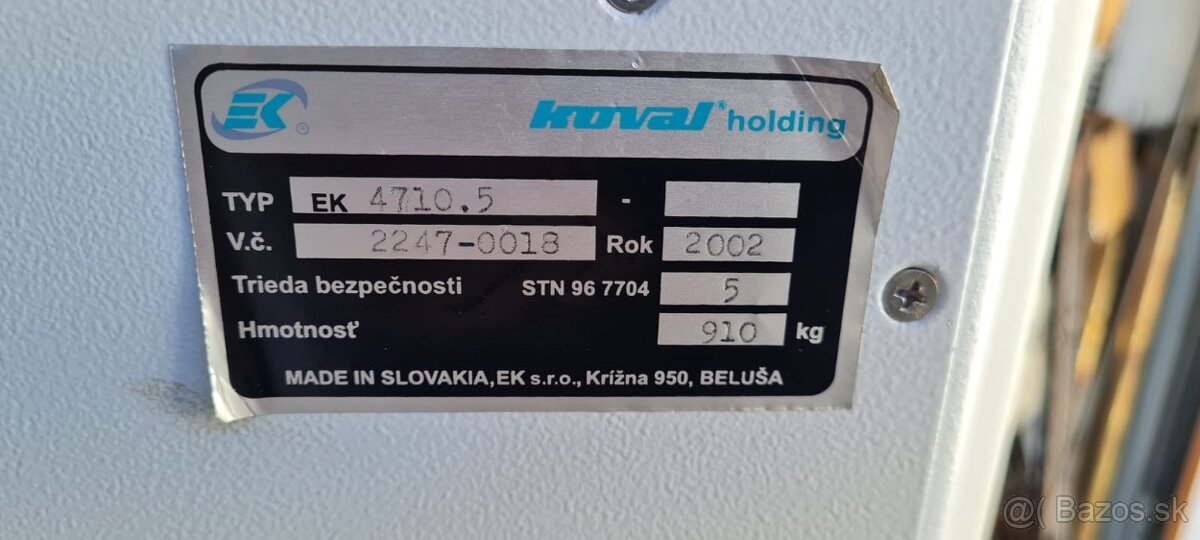 EK ® koval® holding
TYP EK 4710.5 -
V.č. 2247-0018 Rok 2002
Trieda bezpečnosti STN 96 7704 5
Hmotnosť 910 kg
MADE IN SLOVAKIA,EK s.r.o., Krížna 950, BELUŠA
@( Bazos.sk